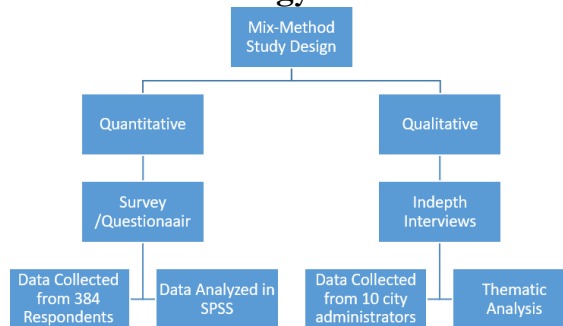 gy
Mix-Method
Study Design
Quantitative
Qualitative
Survey
/Questionaair
Indepth
Interviews
Data Collected
from 384
Respondents
Data Analyzed in
SPSS
Data Collected
from 10 city
administrators
Thematic
Analysis